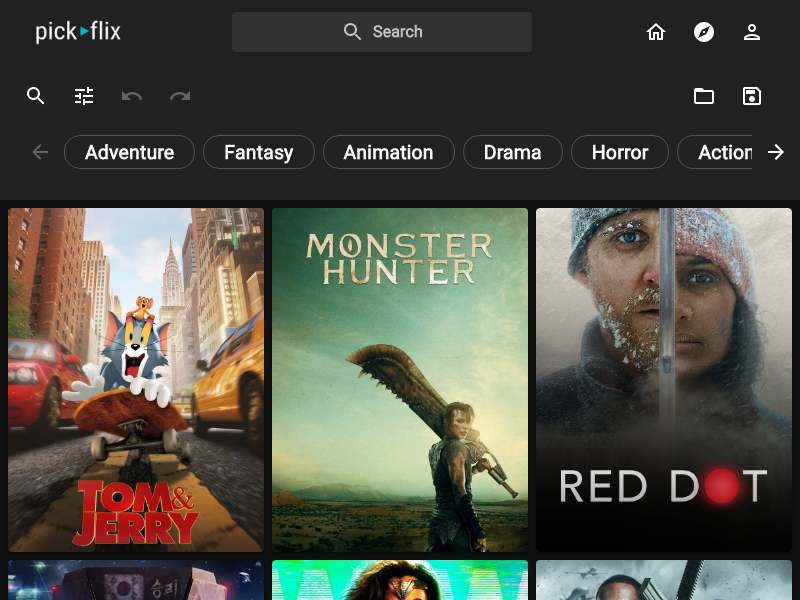 pick flix
Search
Adventure
Fantasy
Animation
Drama
Horror
Action
TOM &
JERRY
MONSTER
HUNTER
RED DOT
승리